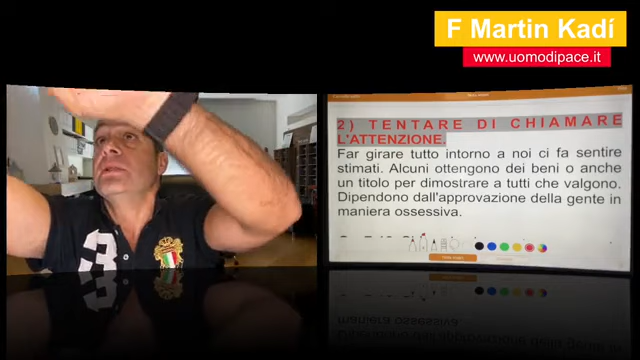 F Martin Kadí
www.uomodipace.it
2) TENTARE DI CHIAMARE
L'ATTENZIONE.
Far girare tutto intorno a noi ci fa sentire
stimati. Alcuni ottengono dei beni o anche
un titolo per dimostrare a tutti che valgono.
Dipendono dall'approvazione della gente in
maniera ossessiva.
3